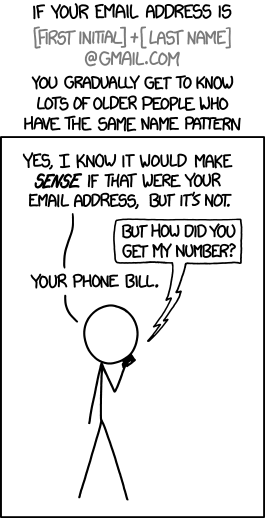 IF YOUR EMAIL ADDRESS IS
[FIRST INITIAL]+[LAST NAME]
@GMAIL.COM
YOU GRADUALLY GET TO KNOW
LOTS OF OLDER PEOPLE WHO
HAVE THE SAME NAME PATTERN
YES, I KNOW IT WOULD MAKE
SENSE IF THAT WERE YOUR
EMAIL ADDRESS, BUT IT'S NOT.
BUT HOW DID YOU
GET MY NUMBER?
YOUR PHONE BILL.